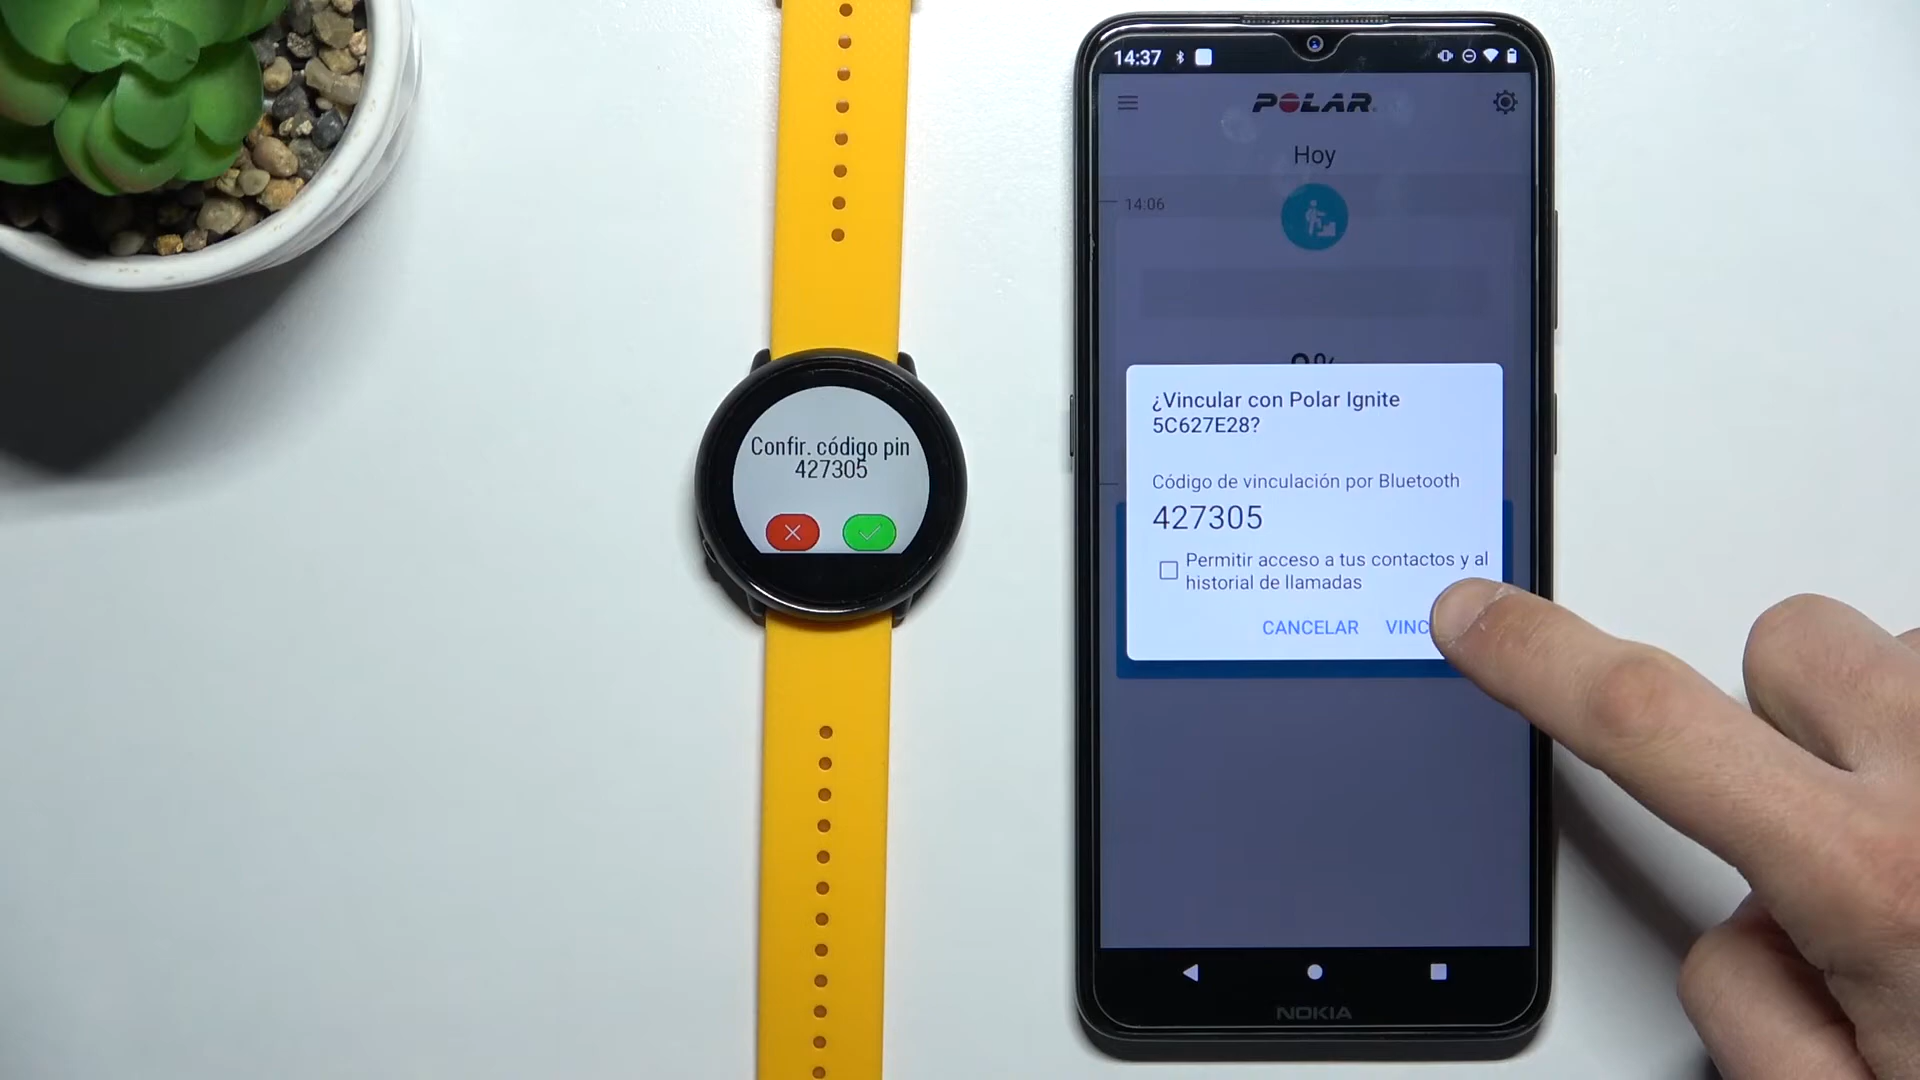 Confir. código pin
427305
14:37
POLAR
Hoy
14:06
¿Vincular con Polar Ignite
5C627E28?
Código de vinculación por Bluetooth
427305
Permitir acceso a tus contactos y al
historial de llamadas
CANCELAR
NOKIA